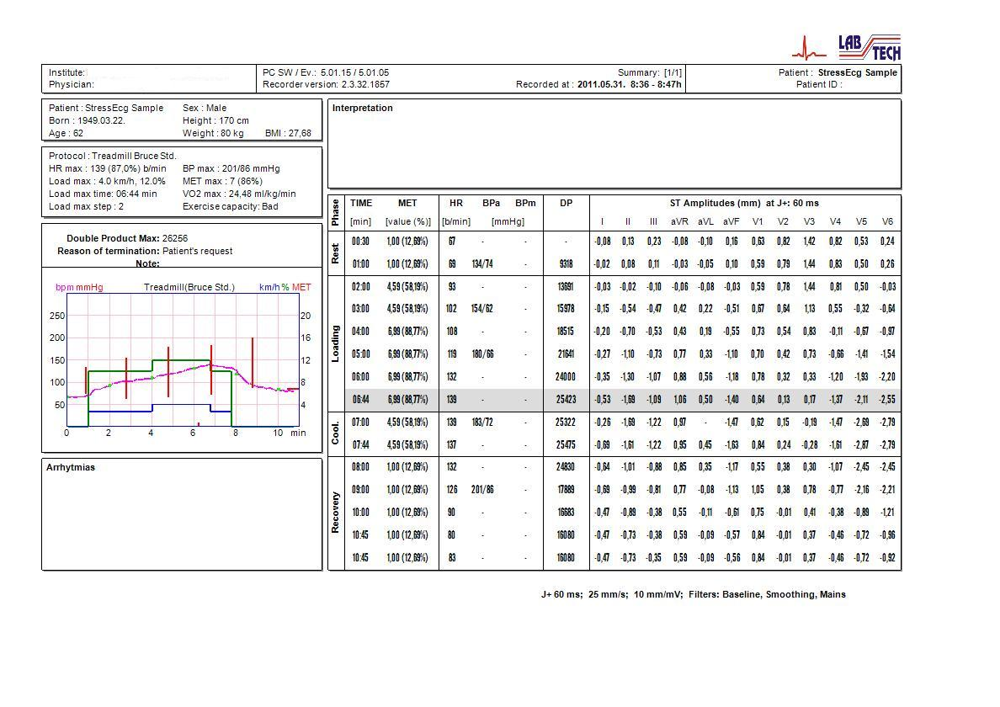 LAB
TECH
Institute:
Physician:
PC SW / Ev.: 5.01.15 / 5.01.05
Recorder version: 2.3.32.1857
Summary: [1/1]
Recorded at : 2011.05.31. 8:36 - 8:47h
Patient : StressEcg Sample
Patient ID :
Patient : StressEcg Sample Sex : Male
Born : 1949.03.22. Height : 170 cm
Age : 62 Weight : 80 kg BMI : 27,68
Protocol : Treadmill Bruce Std.
HR max : 139 (87,0%) b/min BP max : 201/86 mmHg
Load max : 4.0 km/h, 12.0% MET max : 7 (86%)
Load max time: 06:44 min VO2 max : 24,48 ml/kg/min
Load max step : 2 Exercise capacity: Bad
Double Product Max: 26256
Reason of termination: Patient's request
Note:
bpm mmHg Treadmill(Bruce Std.) km/h % MET
250 20
200 16
150 12
100 8
50 4
0 2 4 6 8 10 min
Arrhytmias
Interpretation
Phase TIME MET HR BPa BPm DP ST Amplitudes (mm) at J+: 60 ms
[min] [value (%)] [b/min] [mmHg] I II III aVR aVL aVF V1 V2 V3 V4 V5 V6
Rest
00:30 1,00 (12,69%) 67 - - - -0,08 0,13 0,23 -0,08 -0,10 0,16 0,63 0,82 1,42 0,82 0,53 0,24
01:00 1,00 (12,69%) 69 134/74 - 9318 -0,02 0,08 0,11 -0,03 -0,05 0,10 0,59 0,79 1,44 0,83 0,50 0,26
Loading
02:00 4,59 (58,19%) 93 - - 13691 -0,03 -0,02 -0,10 -0,06 -0,08 -0,03 0,59 0,78 1,44 0,81 0,50 -0,03
03:00 4,59 (58,19%) 102 154/62 - 15978 -0,15 -0,54 -0,47 0,42 0,22 -0,51 0,67 0,64 1,13 0,55 -0,32 -0,64
04:00 6,99 (88,77%) 108 - - 18515 -0,20 -0,70 -0,53 0,43 0,19 -0,55 0,73 0,54 0,83 -0,11 -0,67 -0,97
05:00 6,99 (88,77%) 119 180/66 - 21641 -0,27 -1,10 -0,73 0,77 0,33 -1,10 0,70 0,42 0,73 -0,66 -1,41 -1,54
06:00 6,99 (88,77%) 132 - - 24000 -0,35 -1,30 -1,07 0,88 0,56 -1,18 0,78 0,32 0,33 -1,20 -1,93 -2,20
06:44 6,99 (88,77%) 139 - - 25423 -0,53 -1,69 -1,09 1,06 0,50 -1,40 0,64 0,13 0,17 -1,37 -2,11 -2,55
Cool.
07:00 4,59 (58,19%) 139 183/72 - 25322 -0,26 -1,69 -1,22 0,97 - -1,47 0,62 0,15 -0,19 -1,47 -2,69 -2,79
07:44 4,59 (58,19%) 137 - - 25475 -0,69 -1,61 -1,22 0,95 0,45 -1,63 0,84 0,24 -0,28 -1,61 -2,87 -2,79
Recovery
08:00 1,00 (12,69%) 132 - - 24830 -0,64 -1,01 -0,88 0,85 0,35 -1,17 0,55 0,38 0,30 -1,07 -2,45 -2,45
09:00 1,00 (12,69%) 126 201/86 - 17889 -0,69 -0,99 -0,81 0,77 -0,08 -1,13 1,05 0,38 0,78 -0,77 -2,16 -2,21
10:00 1,00 (12,69%) 90 - - 16683 -0,47 -0,89 -0,38 0,55 -0,11 -0,61 0,75 -0,01 0,41 -0,38 -0,89 -1,21
10:45 1,00 (12,69%) 80 - - 16080 -0,47 -0,73 -0,38 0,59 -0,09 -0,57 0,84 -0,01 0,37 -0,46 -0,72 -0,96
10:45 1,00 (12,69%) 83 - - 16080 -0,47 -0,73 -0,35 0,59 -0,09 -0,56 0,84 -0,01 0,37 -0,46 -0,72 -0,92
J+ 60 ms; 25 mm/s; 10 mm/mV; Filters: Baseline, Smoothing, Mains